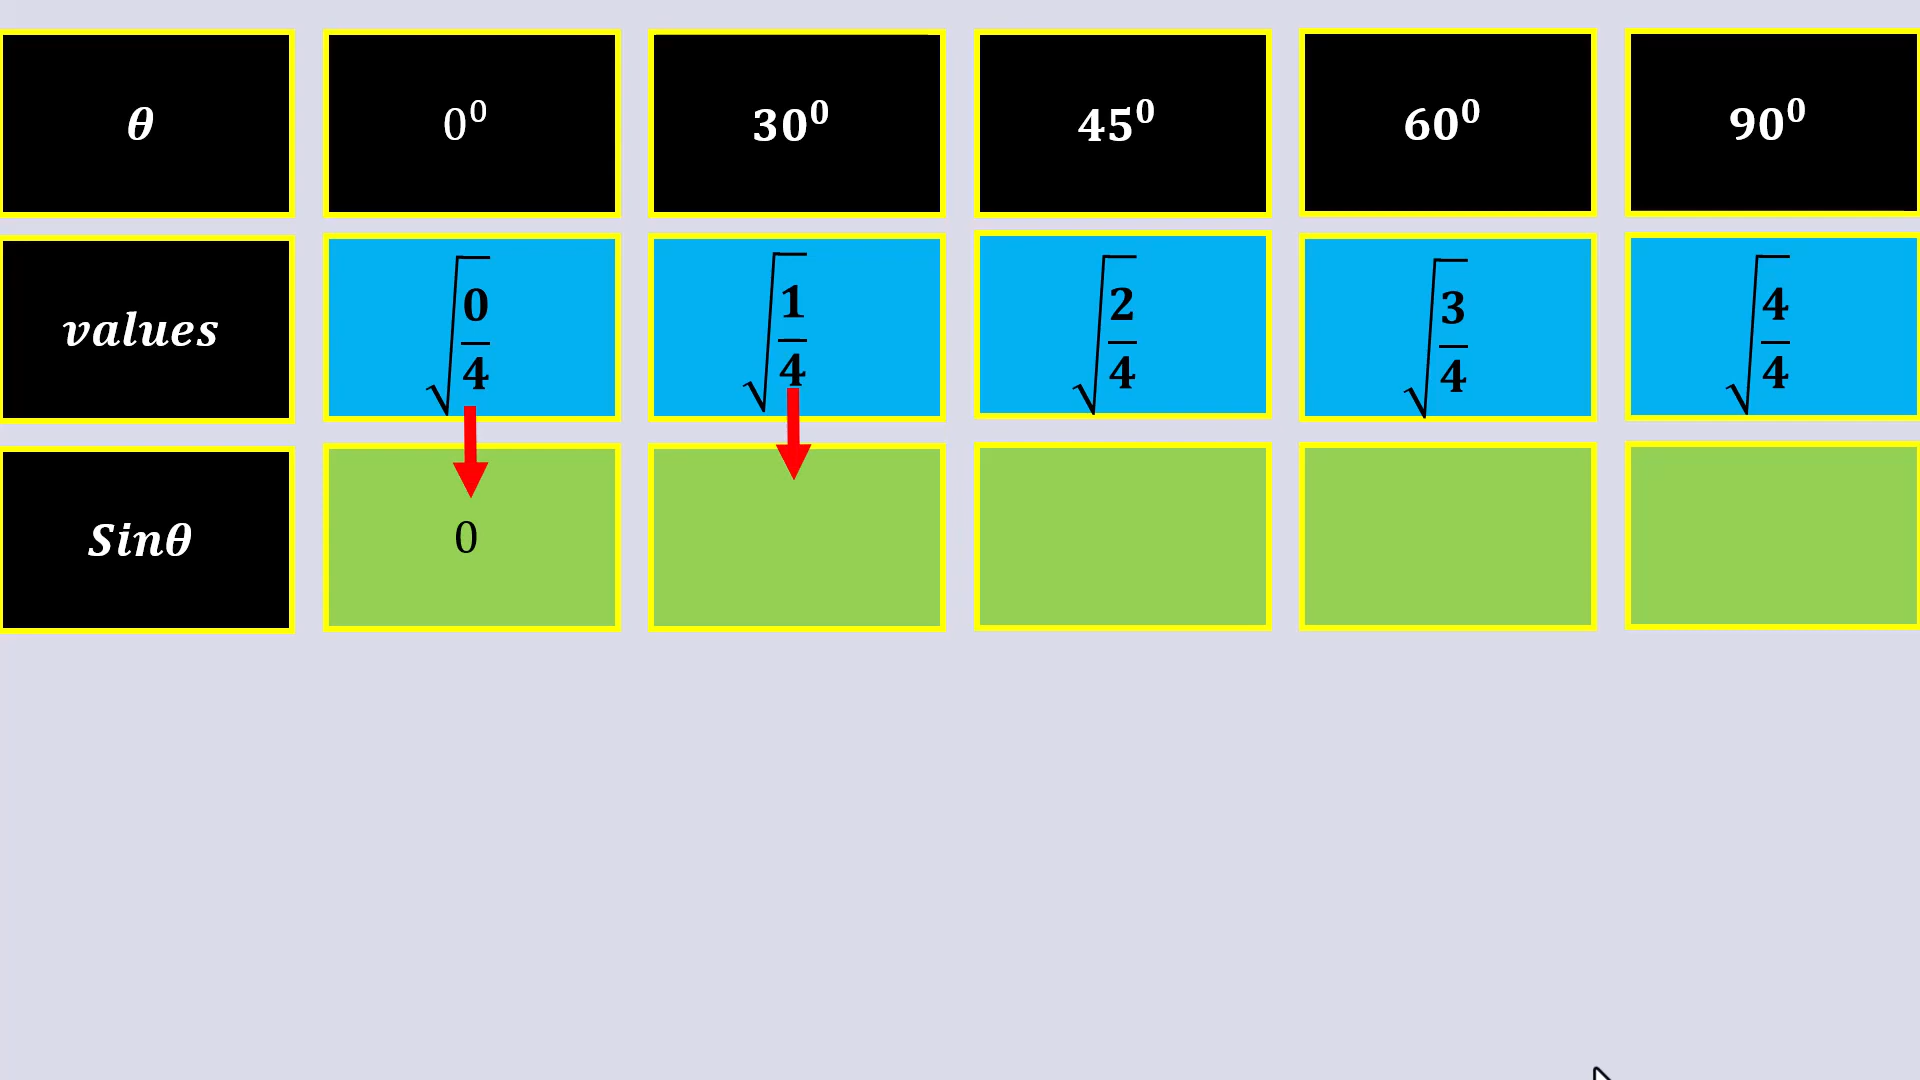 θ 0⁰ 30⁰ 45⁰ 60⁰ 90⁰
values √(0/4) √(1/4) √(2/4) √(3/4) √(4/4)
Sinθ 0